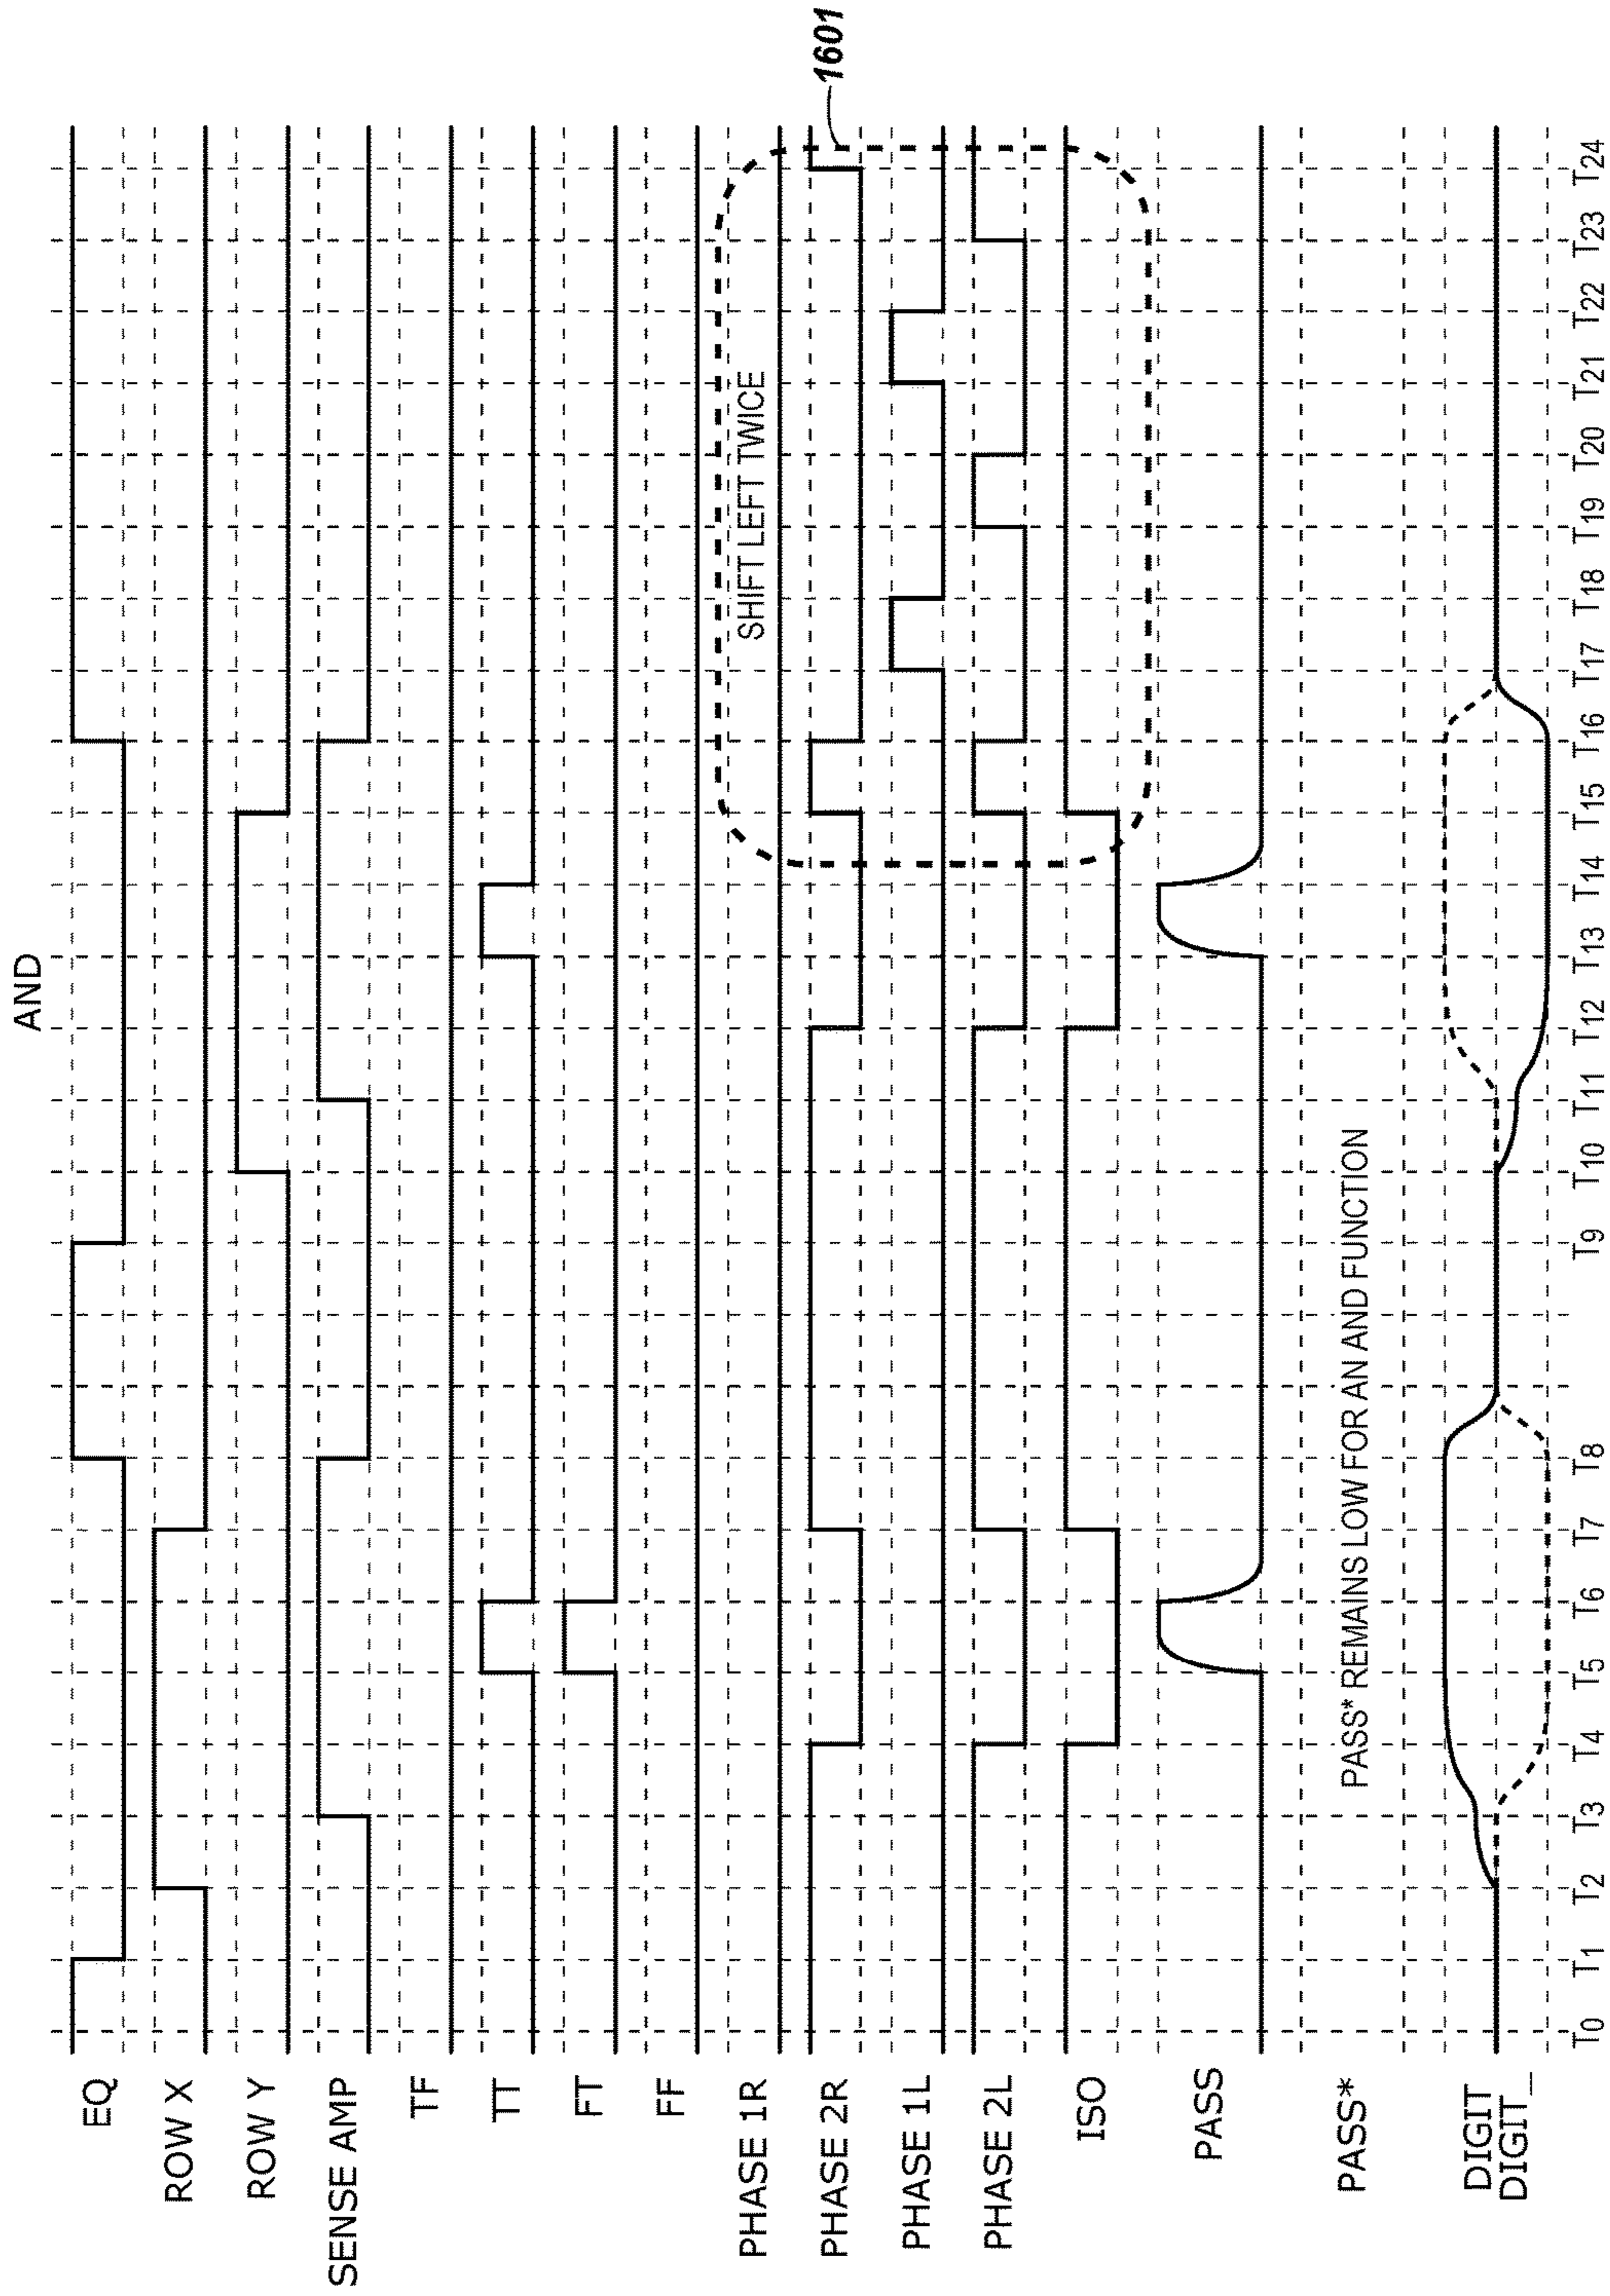 AND
EQ
ROW X
ROW Y
SENSE AMP
TF
TT
FT
FF
PHASE 1R
PHASE 2R
PHASE 1L
PHASE 2L
ISO
PASS
PASS*
DIGIT
DIGIT_
SHIFT LEFT TWICE
1601
PASS* REMAINS LOW FOR AN AND FUNCTION
T0 T1 T2 T3 T4 T5 T6 T7 T8 T9 T10 T11 T12 T13 T14 T15 T16 T17 T18 T19 T20 T21 T22 T23 T24